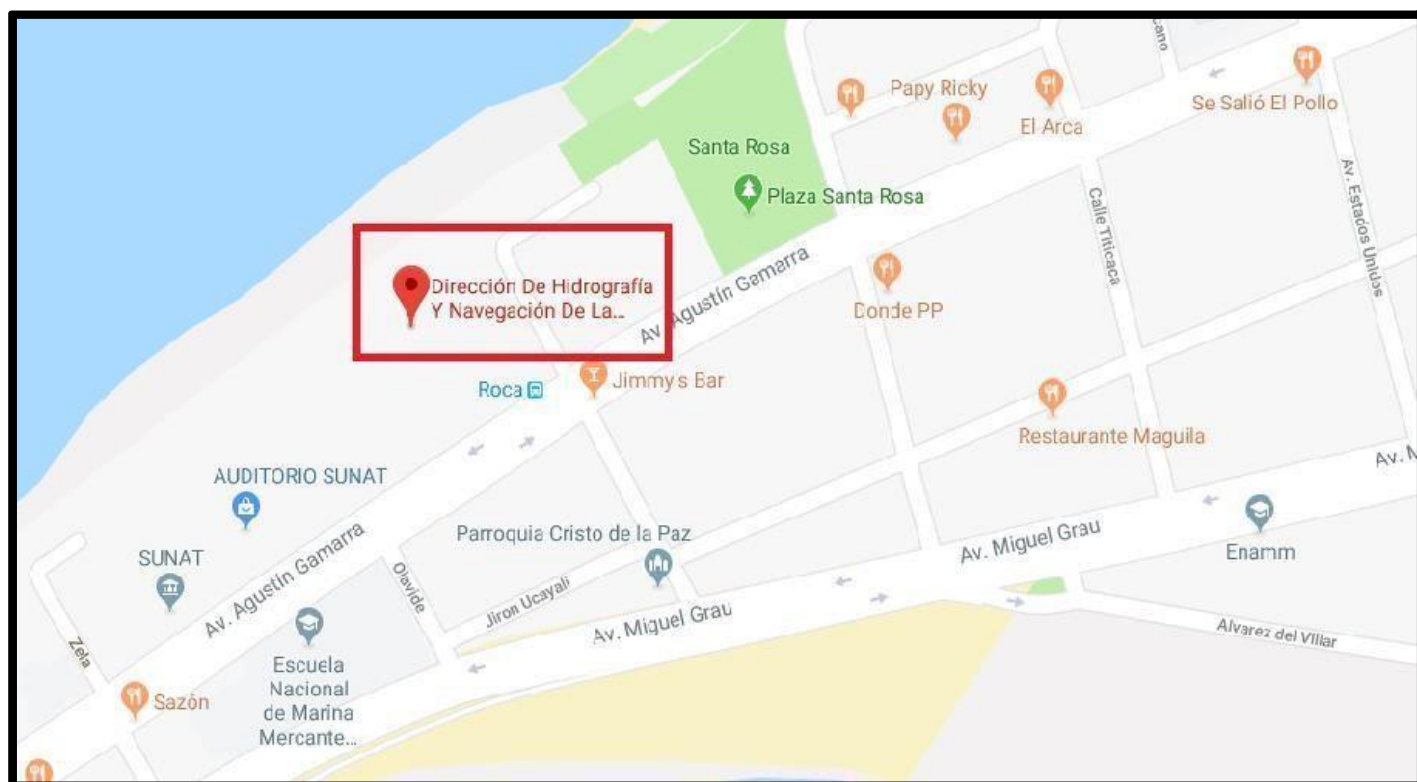 cano
Papy Ricky
Se Salió El Pollo
El Arca
Santa Rosa
Plaza Santa Rosa
Av. Estados Unidos
Calle Titicaca
Dirección De Hidrografía
Y Navegación De La...
Av. Agustín Gamarra
Donde PP
Roca
Jimmy's Bar
Restaurante Maguila
Av. M
AUDITORIO SUNAT
Parroquia Cristo de la Paz
Av. Miguel Grau
Enamm
SUNAT
Av. Agustín Gamarra
Olavide
Jiron Ucayali
Av. Miguel Grau
Alvarez del Villar
Zela
Escuela
Nacional
de Marina
Mercante...
Sazón